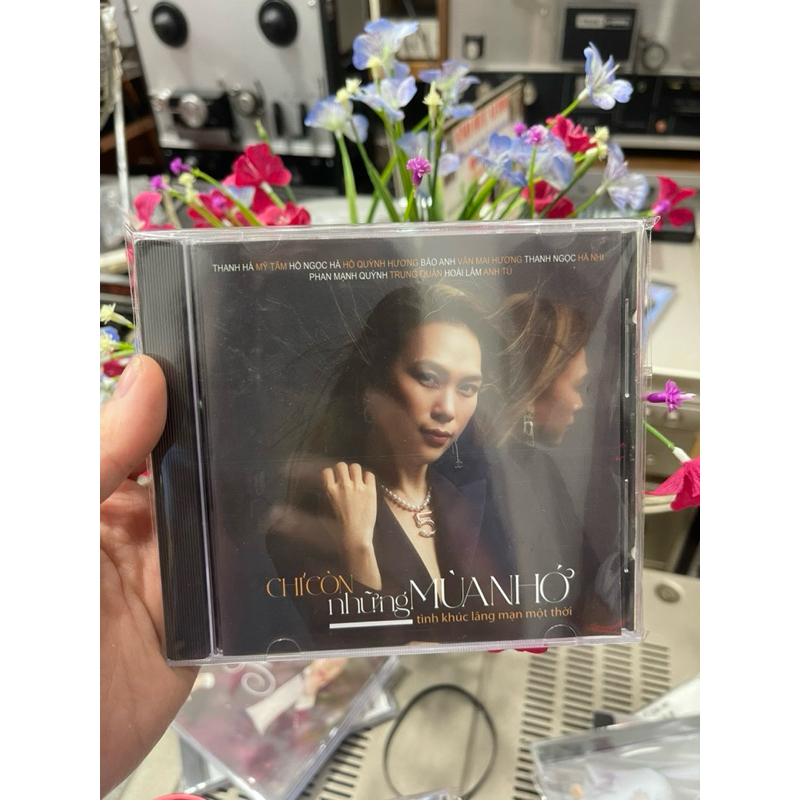 THANH HÀ MỸ TÂM HỒ NGỌC HÀ HỒ QUỲNH HƯƠNG BẢO ANH VĂN MAI HƯƠNG THANH NGỌC HÀ NHI
PHAN MẠNH QUỲNH TRUNG QUÂN HOÀI LÂM ANH TÚ
5
CHỈ CÒN
những MÙA NHỚ
tình khúc lãng mạn một thời